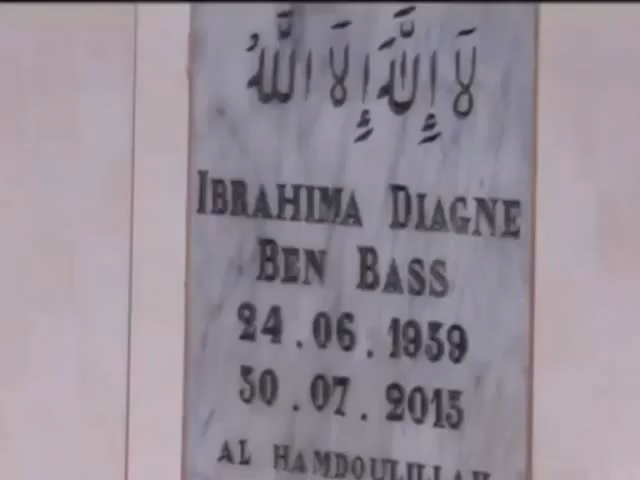 لا إله إلا الله
IBRAHIMA DIAGNE
BEN BASS
24.06.1959
30.07.2015
AL HAMDOULILLAH